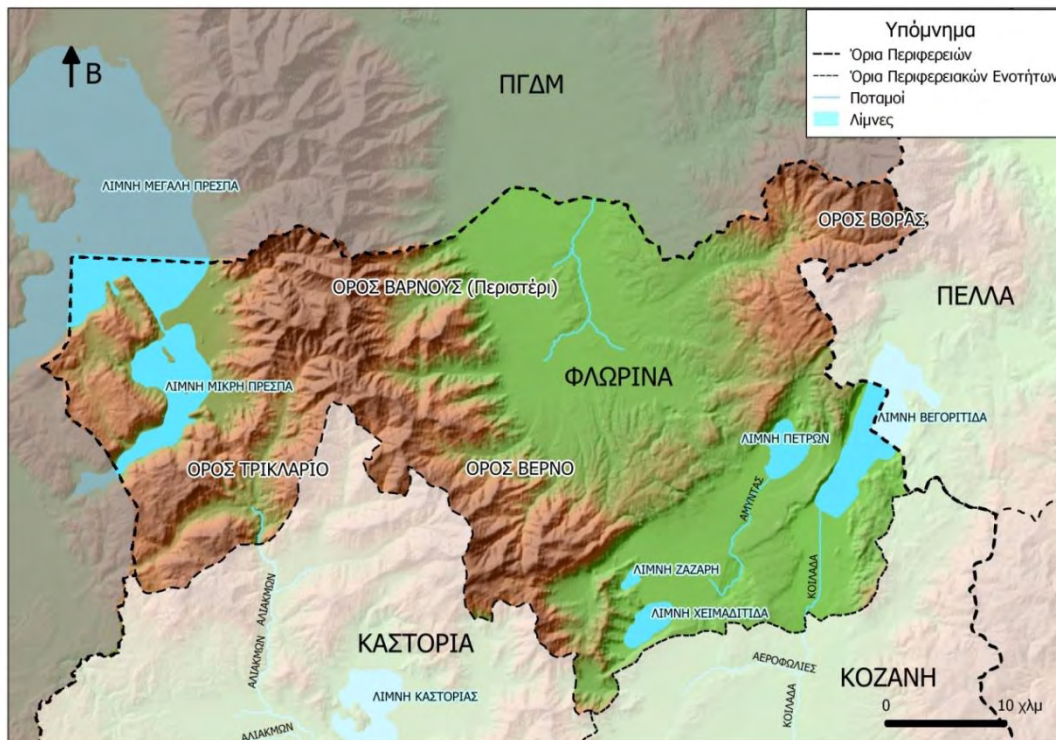 Υπόμνημα
Όρια Περιφερειών
Όρια Περιφερειακών Ενοτήτων
Ποταμοί
Λίμνες
Β
ΠΓΔΜ
ΛΙΜΝΗ ΜΕΓΑΛΗ ΠΡΕΣΠΑ
ΟΡΟΣ ΒΟΡΑΣ
ΟΡΟΣ ΒΑΡΝΟΥΣ (Περιστέρι)
ΠΕΛΛΑ
ΛΙΜΝΗ ΜΙΚΡΗ ΠΡΕΣΠΑ
ΦΛΩΡΙΝΑ
ΛΙΜΝΗ ΒΕΓΟΡΙΤΙΔΑ
ΛΙΜΝΗ ΠΕΤΡΩΝ
ΟΡΟΣ ΤΡΙΚΛΑΡΙΟ
ΟΡΟΣ ΒΕΡΝΟ
ΑΜΥΝΤΑΣ
ΛΙΜΝΗ ΖΑΖΑΡΗ
ΚΟΙΛΑΔΑ
ΛΙΜΝΗ ΧΕΙΜΑΔΙΤΙΔΑ
ΑΛΙΑΚΜΩΝ
ΑΛΙΑΚΜΩΝ
ΚΑΣΤΟΡΙΑ
ΑΕΡΟΦΩΛΙΕΣ
ΚΟΖΑΝΗ
ΛΙΜΝΗ ΚΑΣΤΟΡΙΑΣ
ΚΟΙΛΑΔΑ
ΑΛΙΑΚΜΩΝ
0 10 χλμ